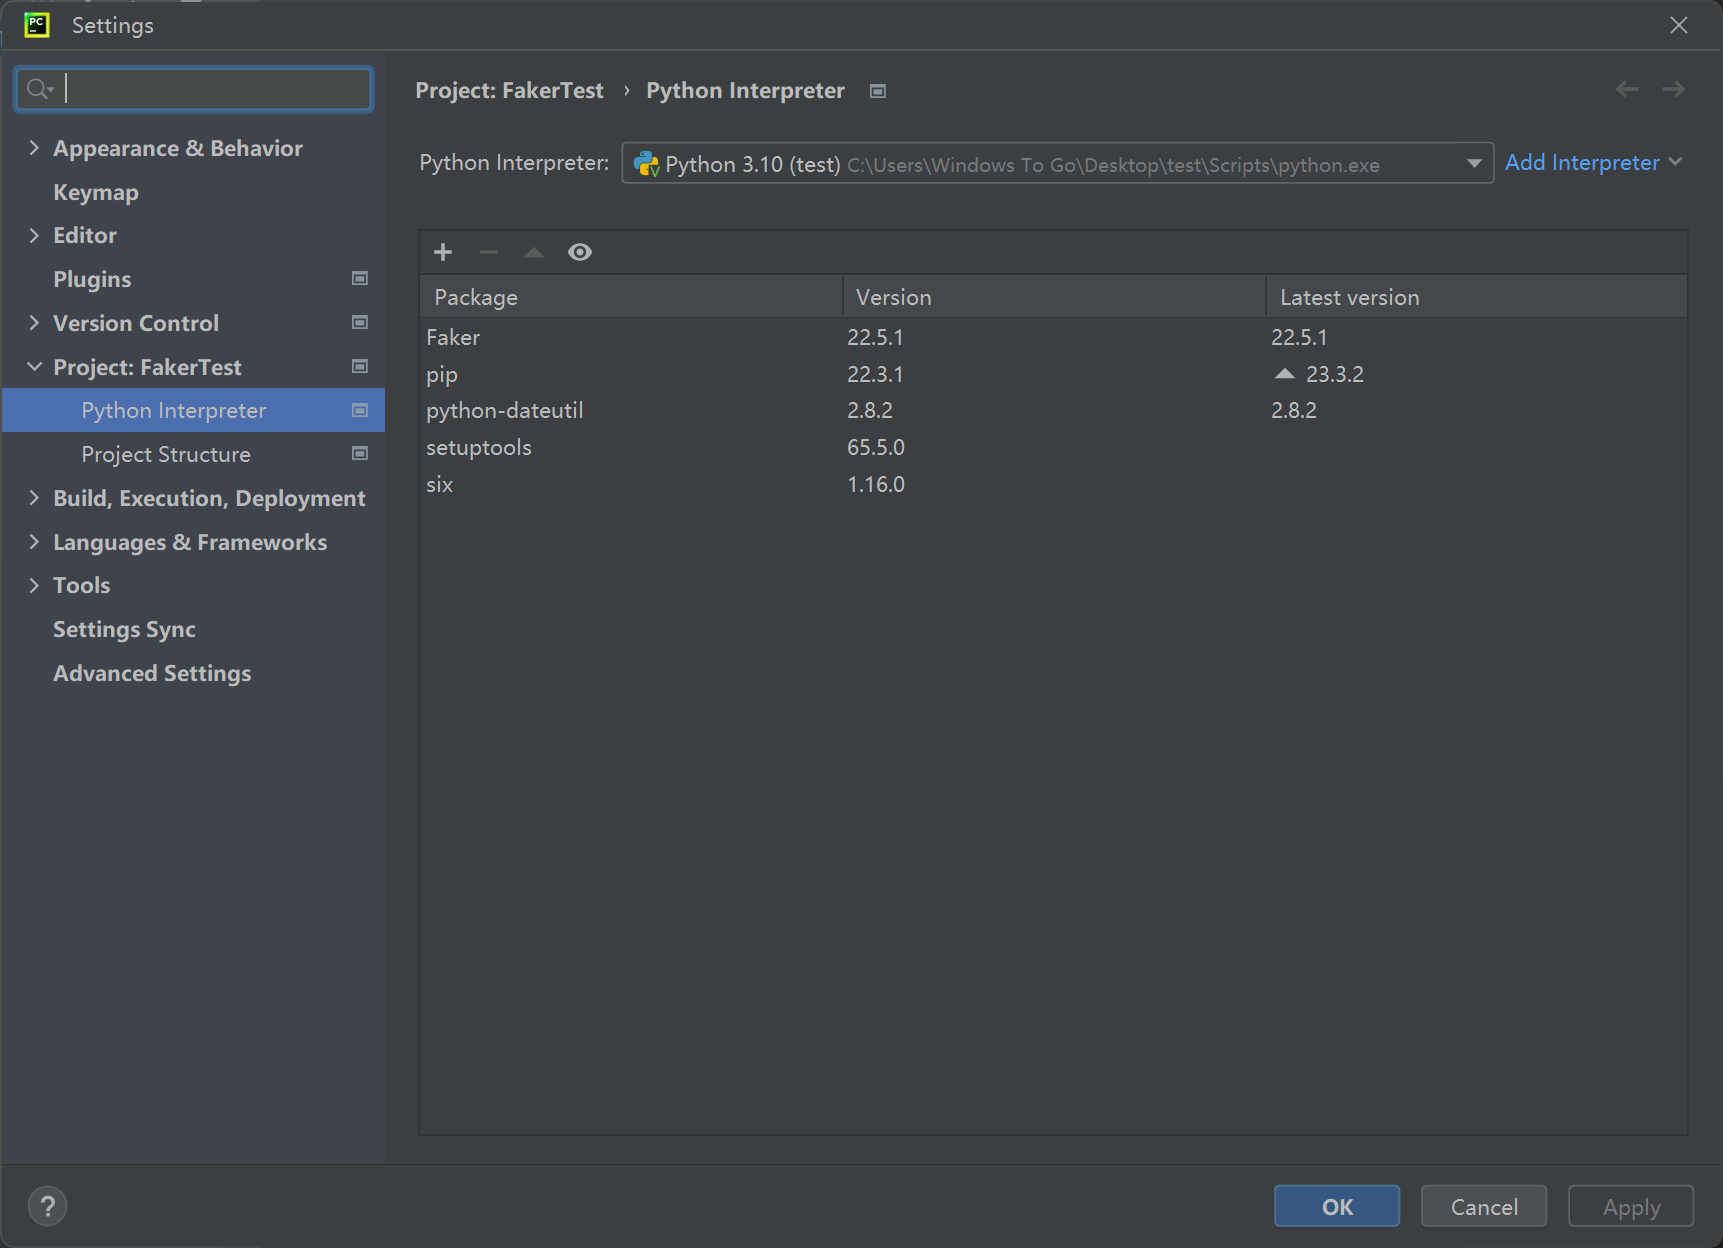 PC
Settings
Appearance & Behavior
Keymap
Editor
Plugins
Version Control
Project: FakerTest
Python Interpreter
Project Structure
Build, Execution, Deployment
Languages & Frameworks
Tools
Settings Sync
Advanced Settings
Project: FakerTest › Python Interpreter
Python Interpreter: Python 3.10 (test) C:\Users\Windows To Go\Desktop\test\Scripts\python.exe Add Interpreter
Package Version Latest version
Faker 22.5.1 22.5.1
pip 22.3.1 23.3.2
python-dateutil 2.8.2 2.8.2
setuptools 65.5.0
six 1.16.0
? OK Cancel Apply